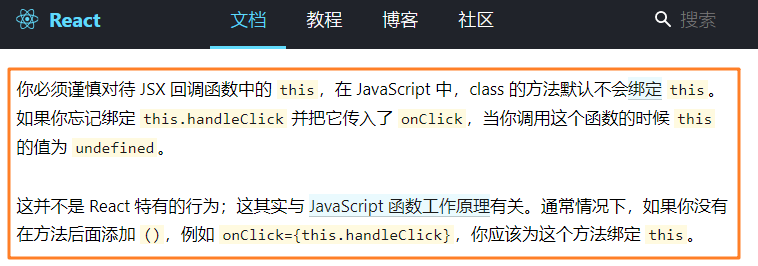 React 文档 教程 博客 社区 搜索
你必须谨慎对待 JSX 回调函数中的 this，在 JavaScript 中，class 的方法默认不会绑定 this。
如果你忘记绑定 this.handleClick 并把它传入了 onClick，当你调用这个函数的时候 this
的值为 undefined。
这并不是 React 特有的行为；这其实与 JavaScript 函数工作原理有关。通常情况下，如果你没有
在方法后面添加 ()，例如 onClick={this.handleClick}，你应该为这个方法绑定 this。